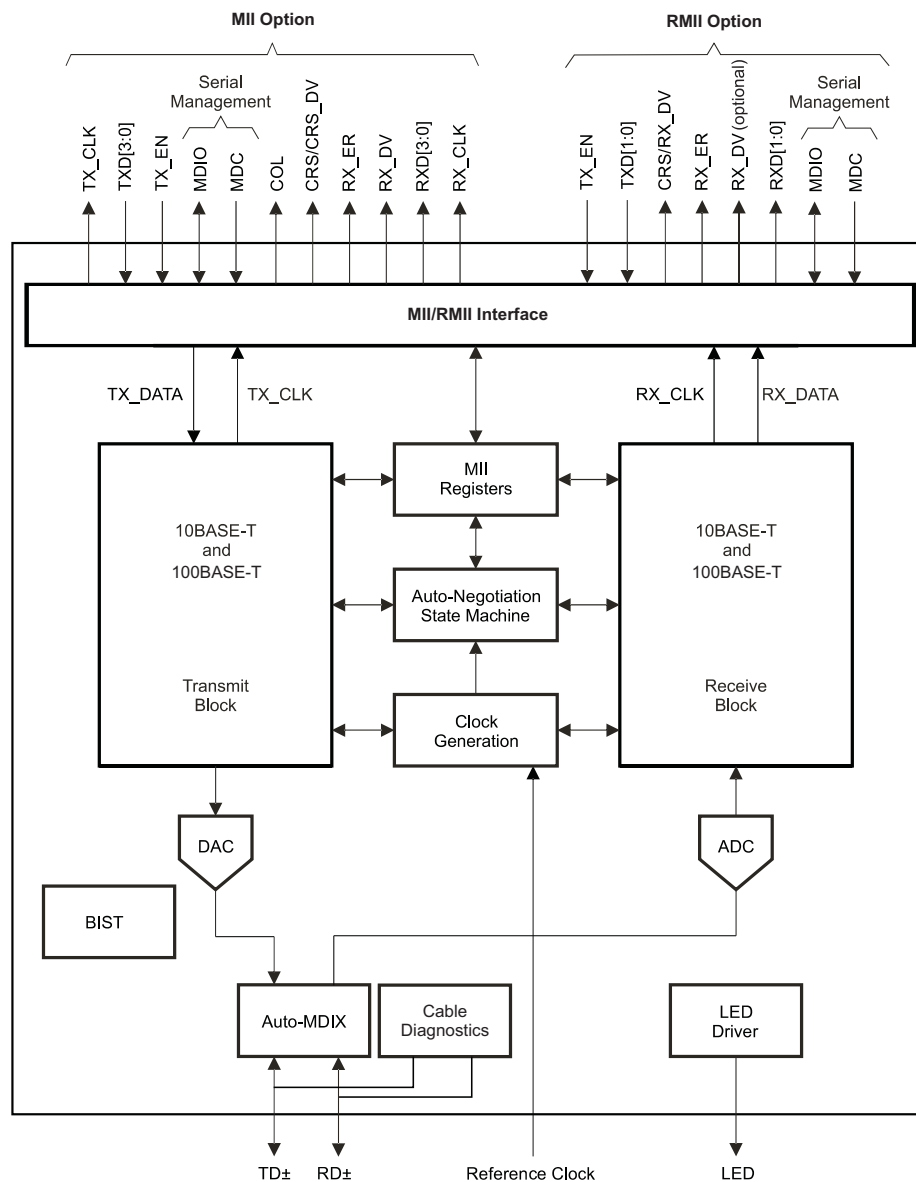 MII Option
RMII Option
Serial
Management
Serial
Management
TX_CLK
TXD[3:0]
TX_EN
MDIO
MDC
COL
CRS/CRS_DV
RX_ER
RX_DV
RXD[3:0]
RX_CLK
TX_EN
TXD[1:0]
CRS/RX_DV
RX_ER
RX_DV (optional)
RXD[1:0]
MDIO
MDC
MII/RMII Interface
TX_DATA
TX_CLK
RX_CLK
RX_DATA
10BASE-T
and
100BASE-T
Transmit
Block
MII
Registers
Auto-Negotiation
State Machine
Clock
Generation
10BASE-T
and
100BASE-T
Receive
Block
DAC
ADC
BIST
Auto-MDIX
Cable
Diagnostics
LED
Driver
TD±
RD±
Reference Clock
LED